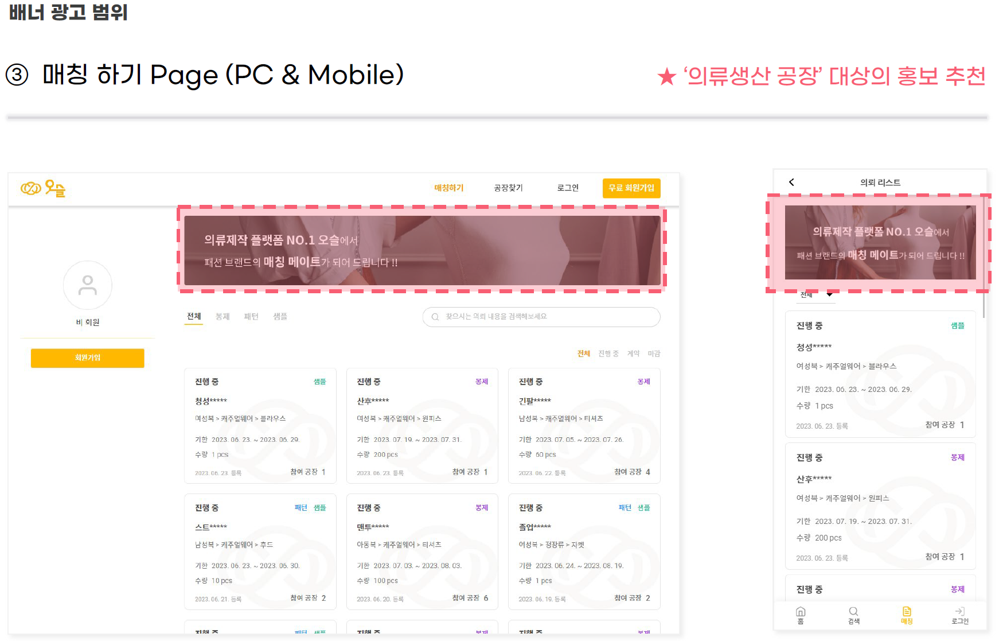 배너 광고 범위
③ 매칭 하기 Page (PC & Mobile)
★ ‘의류생산 공장’ 대상의 홍보 추천
오슬
매칭하기 공장찾기 로그인 무료 회원가입
의류제작 플랫폼 NO.1 오슬에서
패션 브랜드의 매칭 메이트가 되어 드립니다 !!
비 회원
회원가입
전체 봉제 패턴 샘플
찾으시는 의뢰 내용을 검색해보세요
전체 진행 중 계약 마감
진행 중 샘플
청성*****
여성복 > 캐주얼웨어 > 블라우스
기한 2023. 06. 23. ~ 2023. 06. 29.
수량 1 pcs
2023. 06. 23. 등록 참여 공장 1
진행 중 봉제
산후*****
여성복 > 캐주얼웨어 > 원피스
기한 2023. 07. 19. ~ 2023. 07. 31.
수량 200 pcs
2023. 06. 23. 등록 참여 공장 1
진행 중 봉제
긴팔*****
남성복 > 캐주얼웨어 > 티셔츠
기한 2023. 07. 05. ~ 2023. 07. 26.
수량 60 pcs
2023. 06. 22. 등록 참여 공장 4
진행 중 패턴 샘플
스트*****
남성복 > 캐주얼웨어 > 후드
기한 2023. 06. 23. ~ 2023. 06. 30.
수량 10 pcs
2023. 06. 21. 등록 참여 공장 2
진행 중 봉제
맨투*****
아동복 > 캐주얼웨어 > 티셔츠
기한 2023. 07. 03. ~ 2023. 08. 03.
수량 100 pcs
2023. 06. 20. 등록 참여 공장 6
진행 중 패턴 샘플
졸업*****
여성복 > 정장류 > 자켓
기한 2023. 06. 24. ~ 2023. 08. 19.
수량 1 pcs
2023. 06. 19. 등록 참여 공장 2
진행 중 패턴 샘플
진행 중 봉제
진행 중 봉제
의뢰 리스트
의류제작 플랫폼 NO.1 오슬에서
패션 브랜드의 매칭 메이트가 되어 드립니다 !!
전체
진행 중 샘플
청성*****
여성복 > 캐주얼웨어 > 블라우스
기한 2023. 06. 23. ~ 2023. 06. 29.
수량 1 pcs
2023. 06. 23. 등록 참여 공장 1
진행 중 봉제
산후*****
여성복 > 캐주얼웨어 > 원피스
기한 2023. 07. 19. ~ 2023. 07. 31.
수량 200 pcs
2023. 06. 23. 등록 참여 공장 1
진행 중 봉제
홈 검색 매칭 로그인